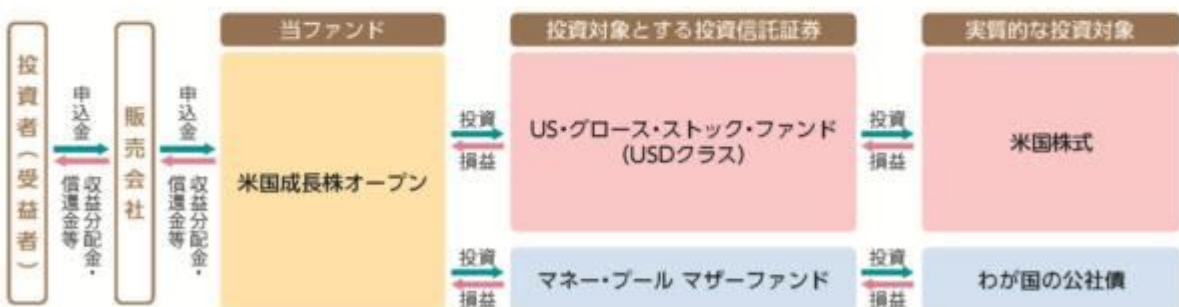 投資者(受益者)
申込金
収益分配金・
償還金等
販売会社
申込金
収益分配金・
償還金等
当ファンド
米国成長株オープン
投資
損益
投資
損益
投資対象とする投資信託証券
US・グロース・ストック・ファンド
(USDクラス)
マネー・プール マザーファンド
投資
損益
投資
損益
実質的な投資対象
米国株式
わが国の公社債